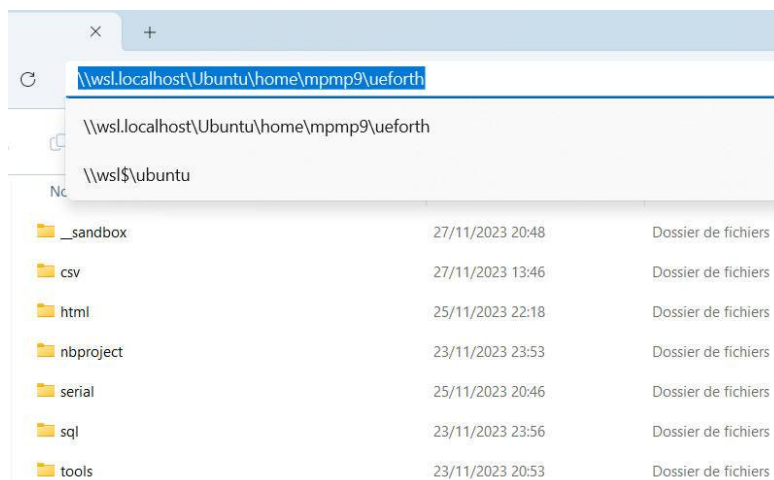 \\wsl.localhost\Ubuntu\home\mpmp9\ueforth
\\wsl.localhost\Ubuntu\home\mpmp9\ueforth
\\wsl$\ubuntu
__sandbox 27/11/2023 20:48 Dossier de fichiers
csv 27/11/2023 13:46 Dossier de fichiers
html 25/11/2023 22:18 Dossier de fichiers
nbproject 23/11/2023 23:53 Dossier de fichiers
serial 25/11/2023 20:46 Dossier de fichiers
sql 23/11/2023 23:56 Dossier de fichiers
tools 23/11/2023 20:53 Dossier de fichiers